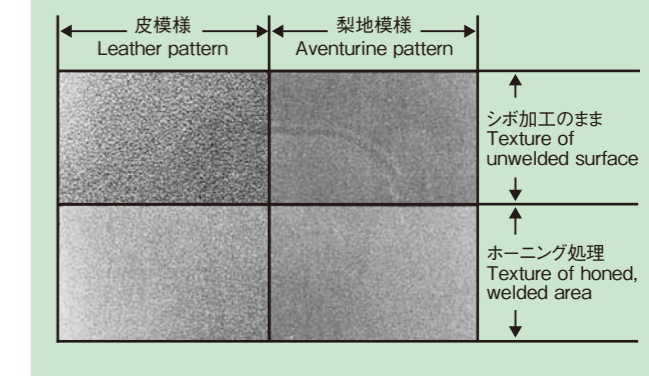 皮模様
Leather pattern
梨地模様
Aventurine pattern
シボ加工のまま
Texture of
unwelded surface
ホーニング処理
Texture of honed,
welded area